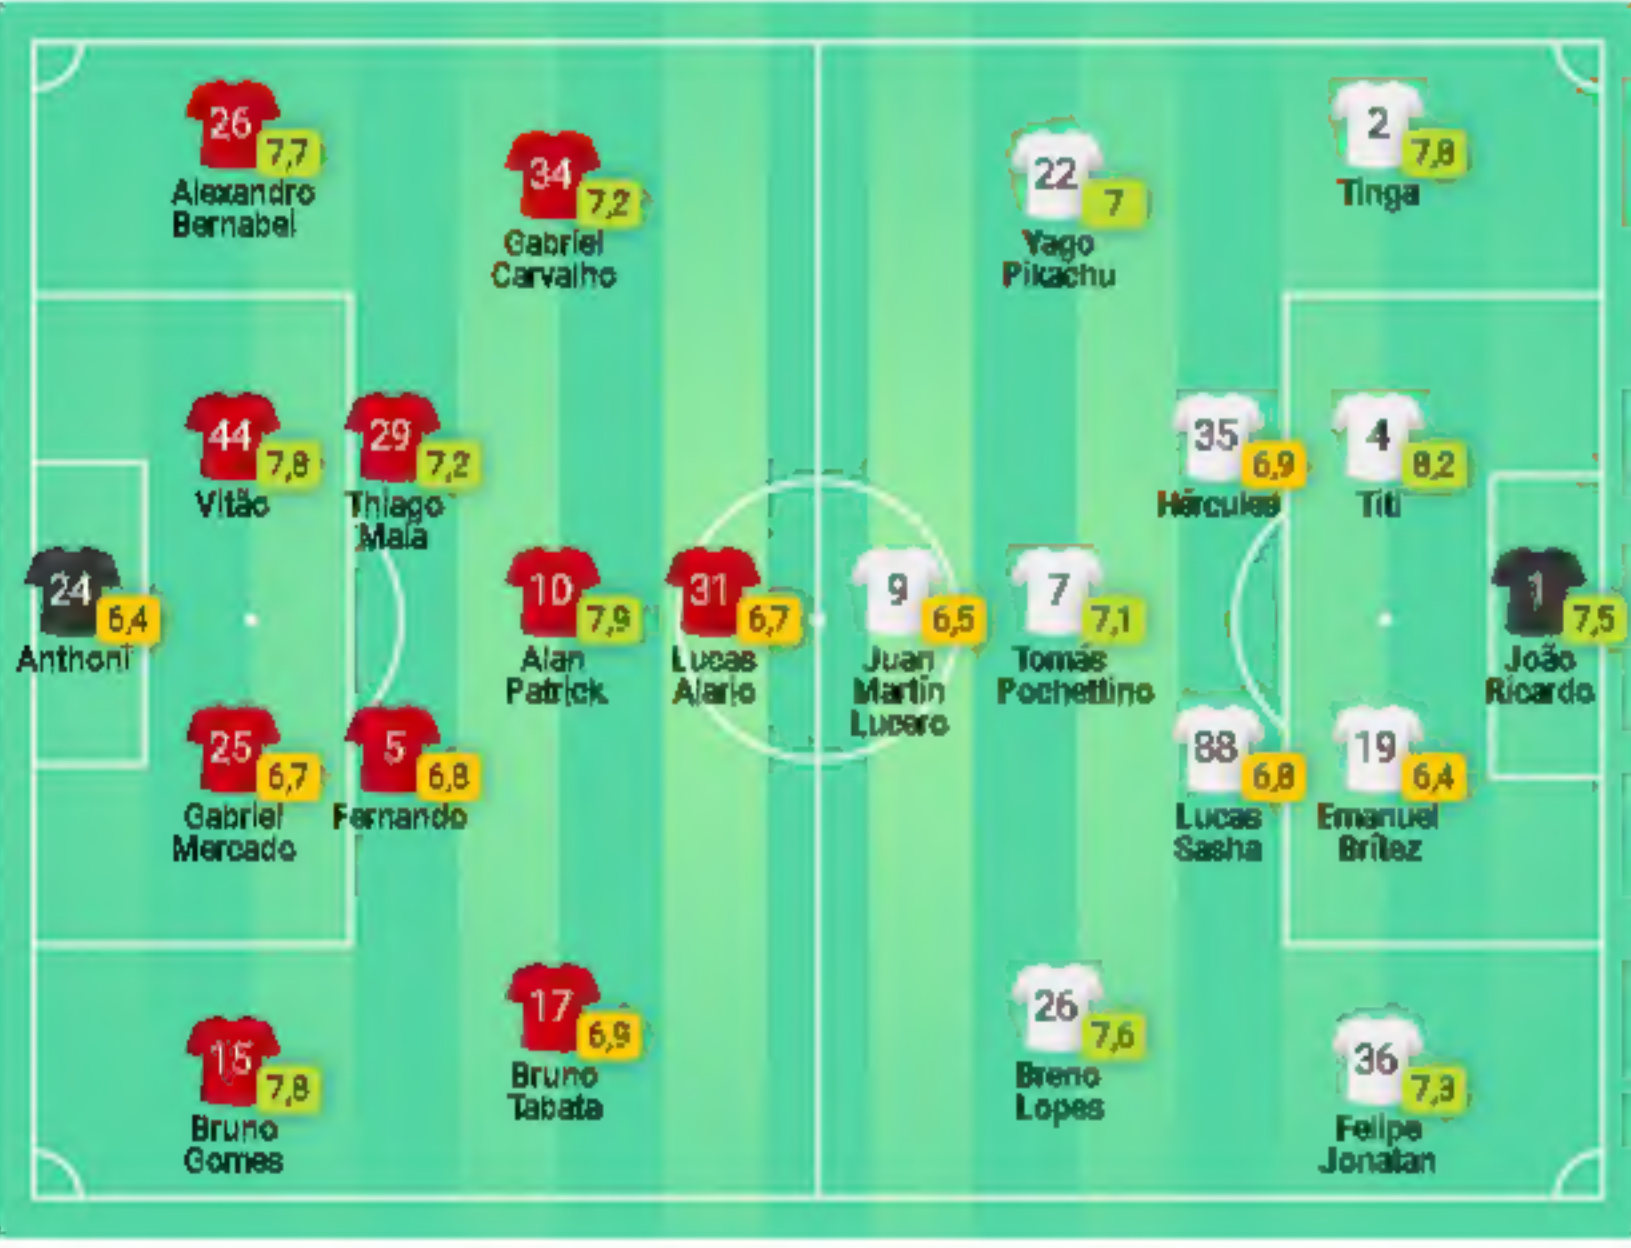 26
7,7
Alexandro
Bernabei
34
7,2
Gabriel
Carvalho
44
7,8
Vitão
29
7,2
Thiago
Maia
24
6,4
Anthoni
10
7,9
Alan
Patrick
31
6,7
Lucas
Alario
25
6,7
Gabriel
Mercado
5
6,8
Fernando
17
6,9
Bruno
Tabata
15
7,8
Bruno
Gomes
2
7,8
Tinga
22
7
Yago
Pikachu
35
6,9
Hércules
4
8,2
Titi
9
6,5
Juan
Martín
Lucero
7
7,1
Tomás
Pochettino
1
7,5
João
Ricardo
88
6,8
Lucas
Sasha
19
6,4
Emanuel
Brítez
26
7,6
Breno
Lopes
36
7,3
Felipe
Jonatan